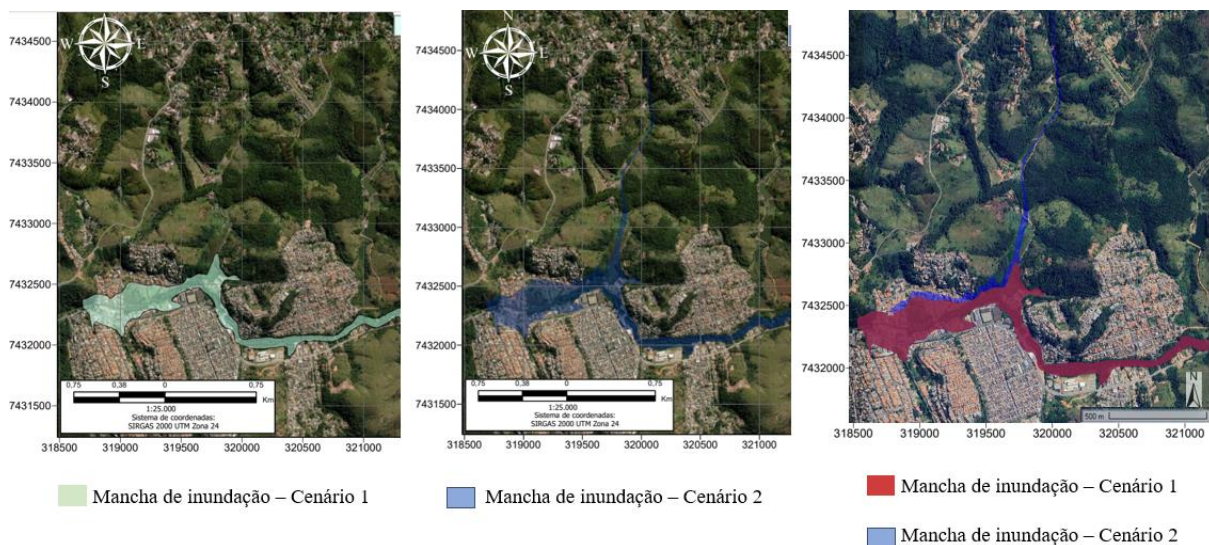 7434500
7434000
7433500
7433000
7432500
7432000
7431500
W
E
S
0,75
0,38
0
0,75
Km
1:25.000
Sistema de coordenadas:
SIRGAS 2000 UTM Zona 24
318500
319000
319500
320000
320500
321000
Mancha de inundação – Cenário 1
7434500
7434000
7433500
7433000
7432500
7432000
7431500
N
W
E
S
0,75
0,38
0
0,75
Km
1:25.000
Sistema de coordenadas:
SIRGAS 2000 UTM Zona 24
318500
319000
319500
320000
320500
321000
Mancha de inundação – Cenário 2
7434500
7434000
7433500
7433000
7432500
7432000
N
500 m
318500
319000
319500
320000
320500
321000
Mancha de inundação – Cenário 1
Mancha de inundação – Cenário 2